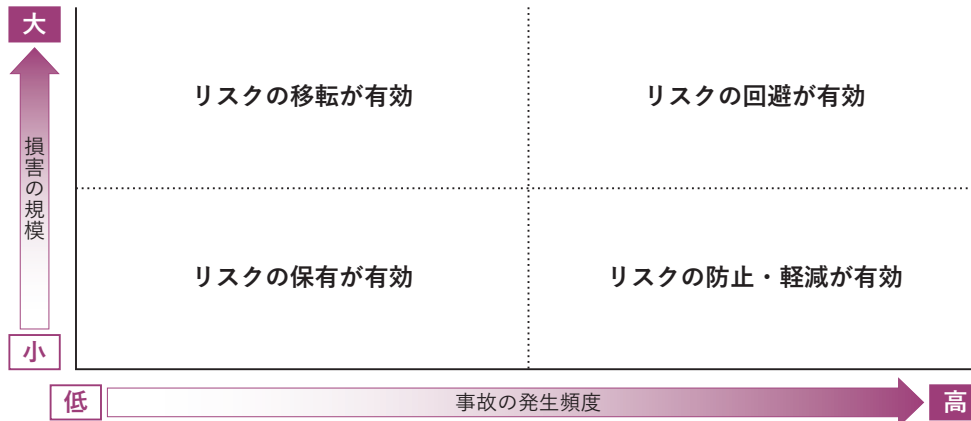 大
リスクの移転が有効
リスクの回避が有効
損害の規模
リスクの保有が有効
リスクの防止・軽減が有効
小
低
事故の発生頻度
高